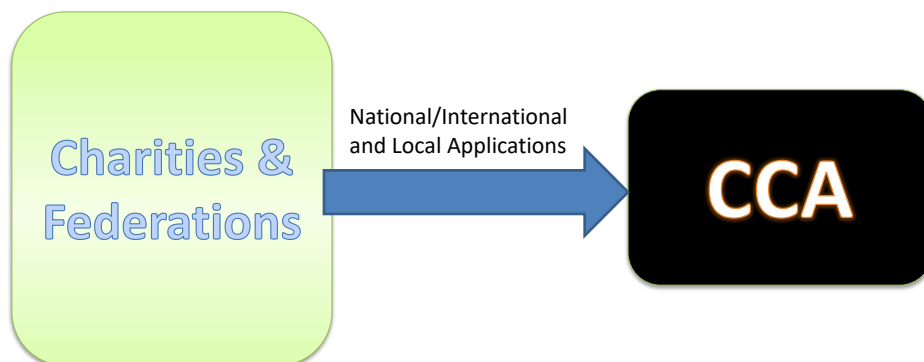 Charities &
Federations
National/International
and Local Applications
CCA